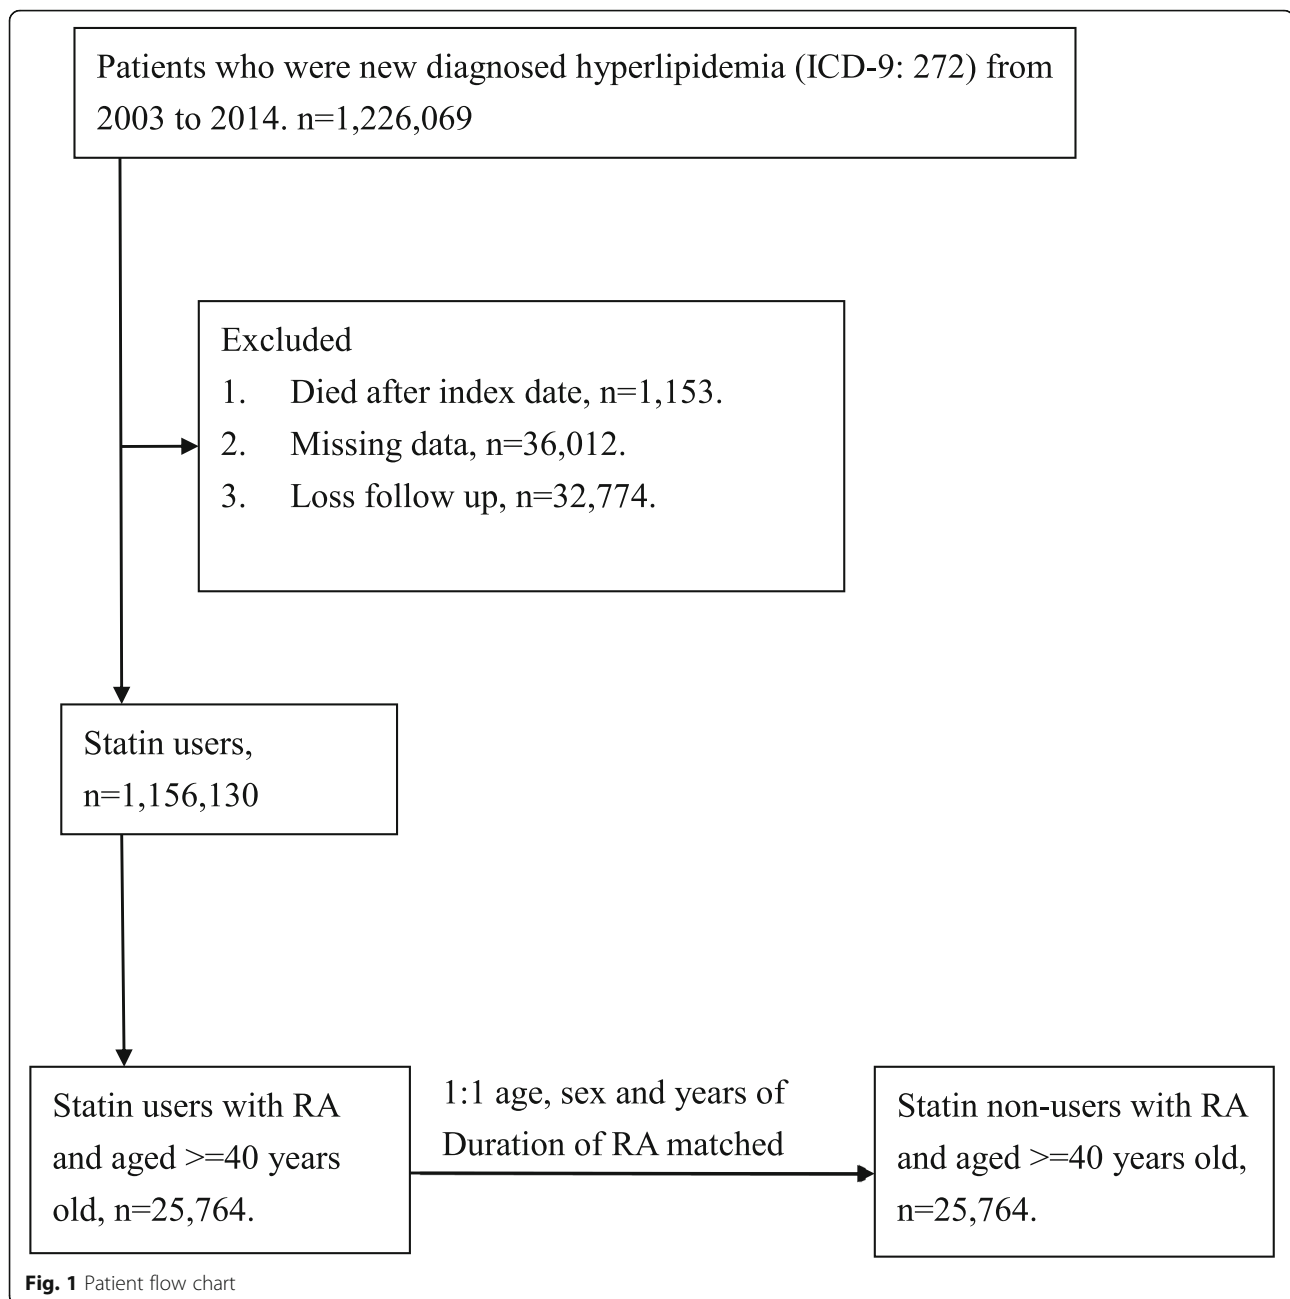 Patients who were new diagnosed hyperlipidemia (ICD-9: 272) from
2003 to 2014. n=1,226,069
Excluded
1. Died after index date, n=1,153.
2. Missing data, n=36,012.
3. Loss follow up, n=32,774.
Statin users,
n=1,156,130
Statin users with RA
and aged >=40 years
old, n=25,764.
1:1 age, sex and years of
Duration of RA matched
Statin non-users with RA
and aged >=40 years old,
n=25,764.
Fig. 1 Patient flow chart